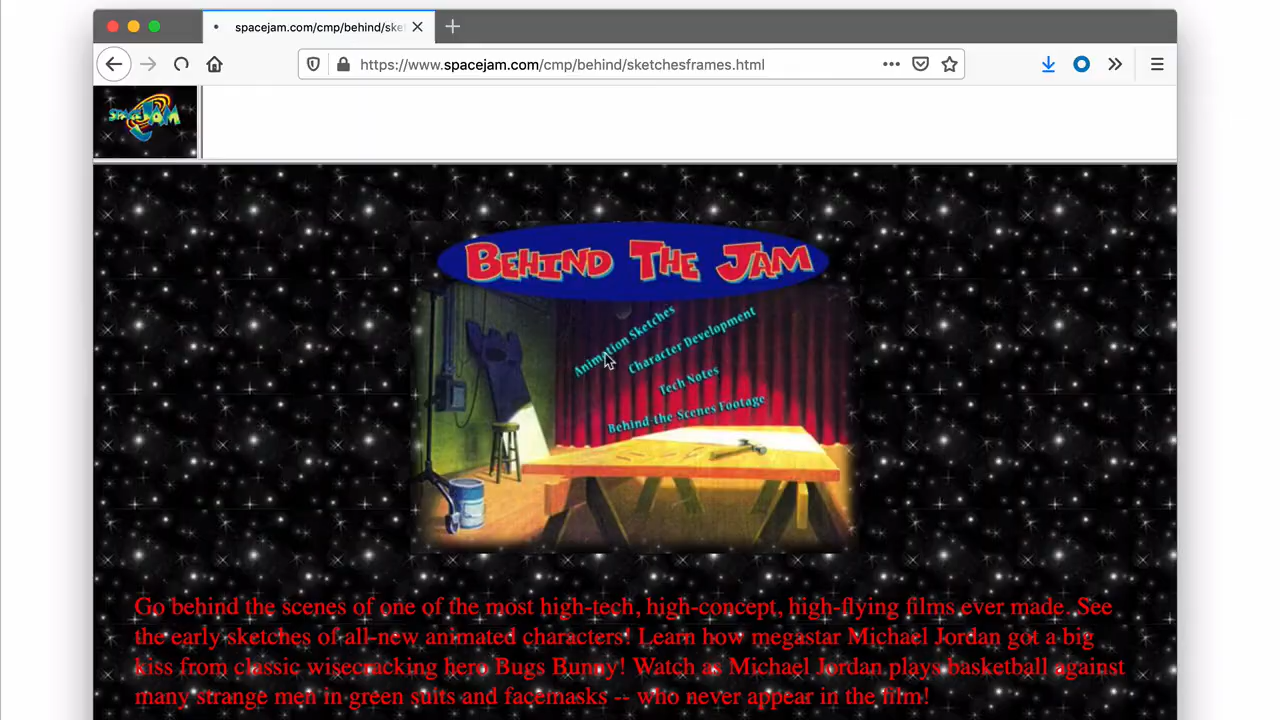 spacejam.com/cmp/behind/ske
https://www.spacejam.com/cmp/behind/sketchesframes.html
SPACE JAM
BEHIND THE JAM
Animation Sketches
Character Development
Tech Notes
Behind-the-Scenes Footage
Go behind the scenes of one of the most high-tech, high-concept, high-flying films ever made. See
the early sketches of all-new animated characters! Learn how megastar Michael Jordan got a big
kiss from classic wisecracking hero Bugs Bunny! Watch as Michael Jordan plays basketball against
many strange men in green suits and facemasks -- who never appear in the film!